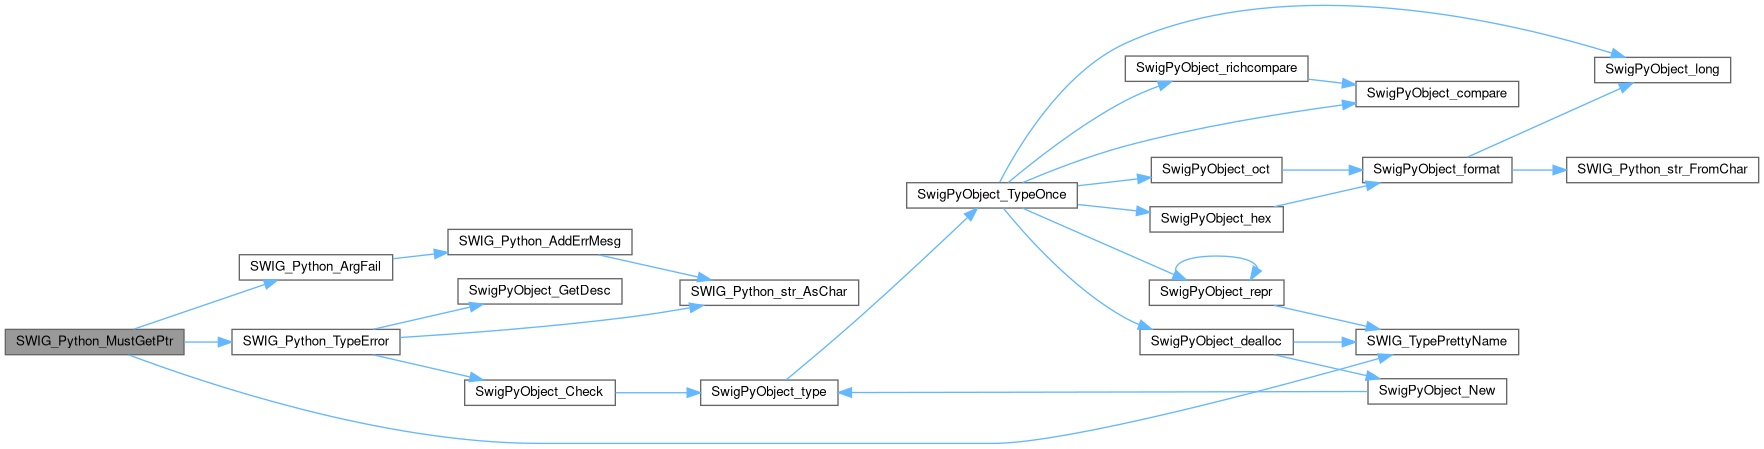 SWIG_Python_MustGetPtr
SWIG_Python_ArgFail
SWIG_Python_TypeError
SWIG_Python_AddErrMesg
SwigPyObject_GetDesc
SwigPyObject_Check
SWIG_Python_str_AsChar
SwigPyObject_type
SwigPyObject_TypeOnce
SwigPyObject_richcompare
SwigPyObject_oct
SwigPyObject_hex
SwigPyObject_repr
SwigPyObject_dealloc
SwigPyObject_compare
SwigPyObject_format
SWIG_TypePrettyName
SwigPyObject_New
SwigPyObject_long
SWIG_Python_str_FromChar